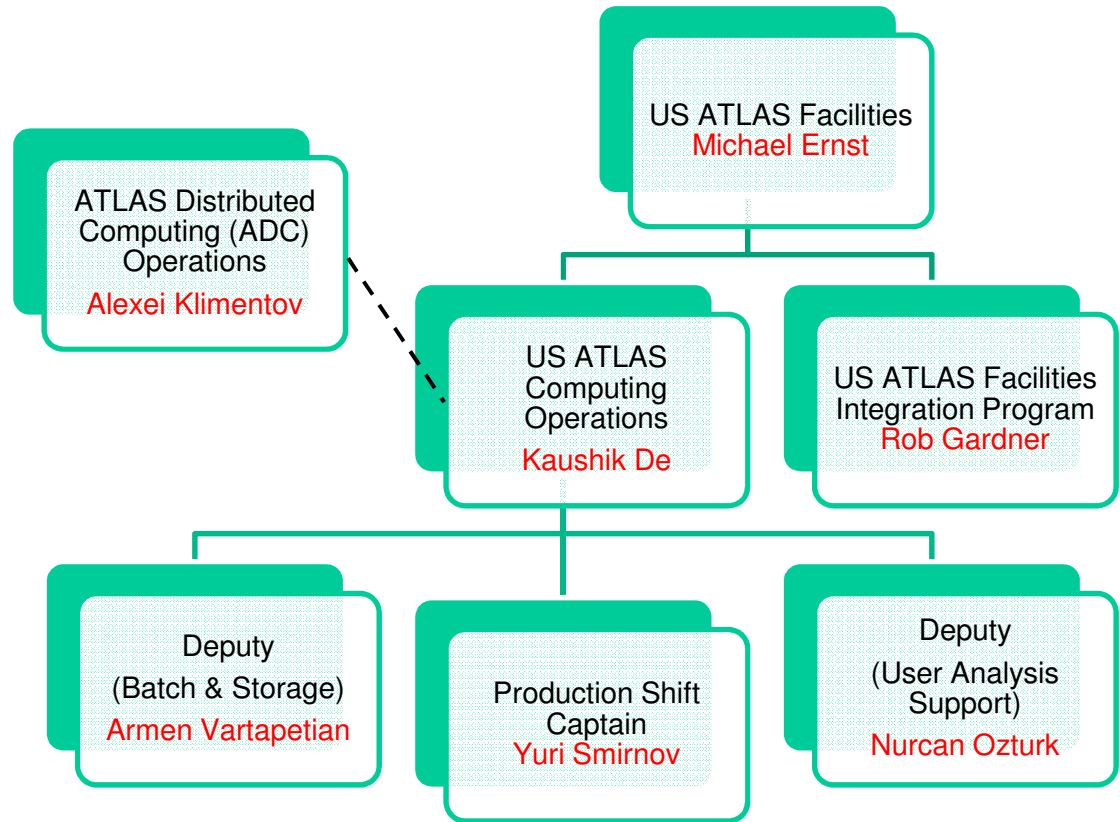 US ATLAS Facilities
Michael Ernst
ATLAS Distributed
Computing (ADC)
Operations
Alexei Klimentov
US ATLAS
Computing
Operations
Kaushik De
US ATLAS Facilities
Integration Program
Rob Gardner
Deputy
(Batch & Storage)
Armen Vartapetian
Production Shift
Captain
Yuri Smirnov
Deputy
(User Analysis
Support)
Nurcan Ozturk